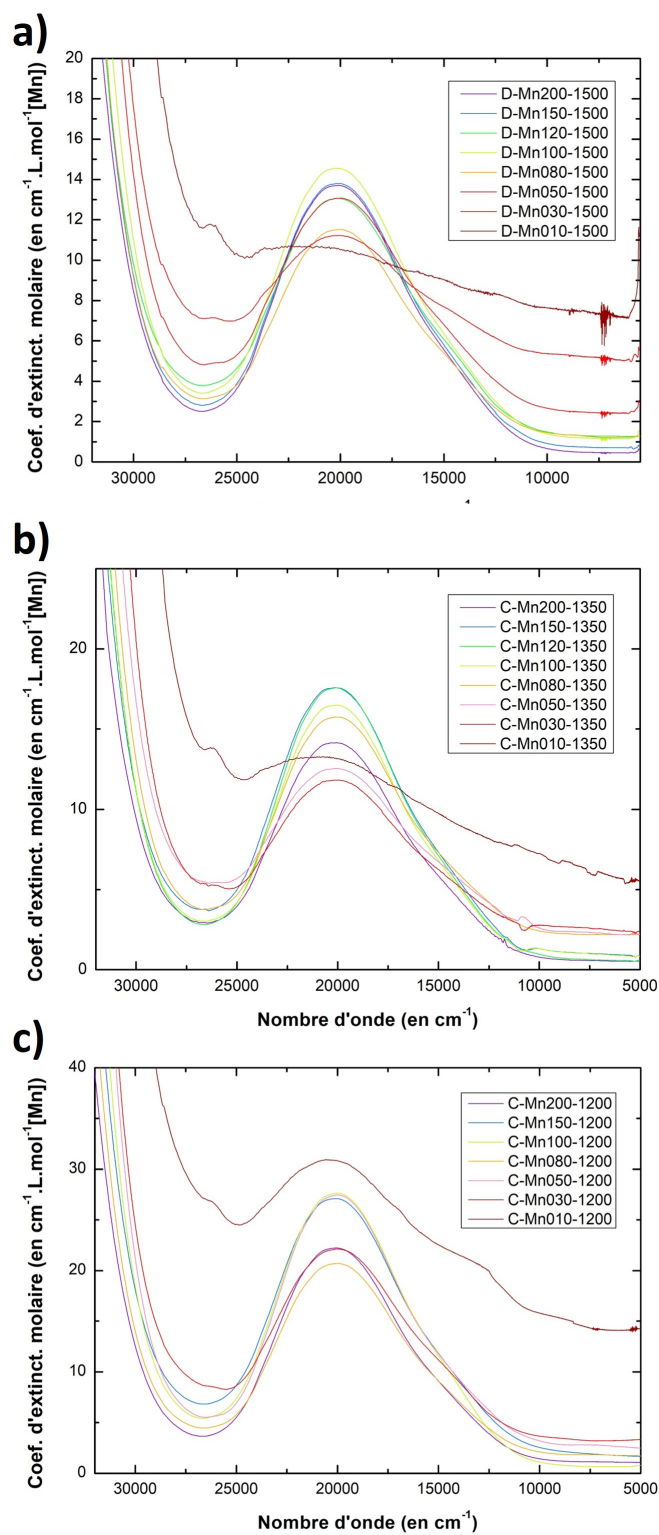 a)
Coef. d'extinct. molaire (en cm-1.L.mol-1[Mn])
20
18
16
14
12
10
8
6
4
2
0
D-Mn200-1500
D-Mn150-1500
D-Mn120-1500
D-Mn100-1500
D-Mn080-1500
D-Mn050-1500
D-Mn030-1500
D-Mn010-1500
30000 25000 20000 15000 10000
b)
Coef. d'extinct. molaire (en cm-1.L.mol-1[Mn])
20
10
0
C-Mn200-1350
C-Mn150-1350
C-Mn120-1350
C-Mn100-1350
C-Mn080-1350
C-Mn050-1350
C-Mn030-1350
C-Mn010-1350
30000 25000 20000 15000 10000 5000
Nombre d'onde (en cm-1)
c)
Coef. d'extinct. molaire (en cm-1.L.mol-1[Mn])
40
30
20
10
0
C-Mn200-1200
C-Mn150-1200
C-Mn100-1200
C-Mn080-1200
C-Mn050-1200
C-Mn030-1200
C-Mn010-1200
30000 25000 20000 15000 10000 5000
Nombre d'onde (en cm-1)